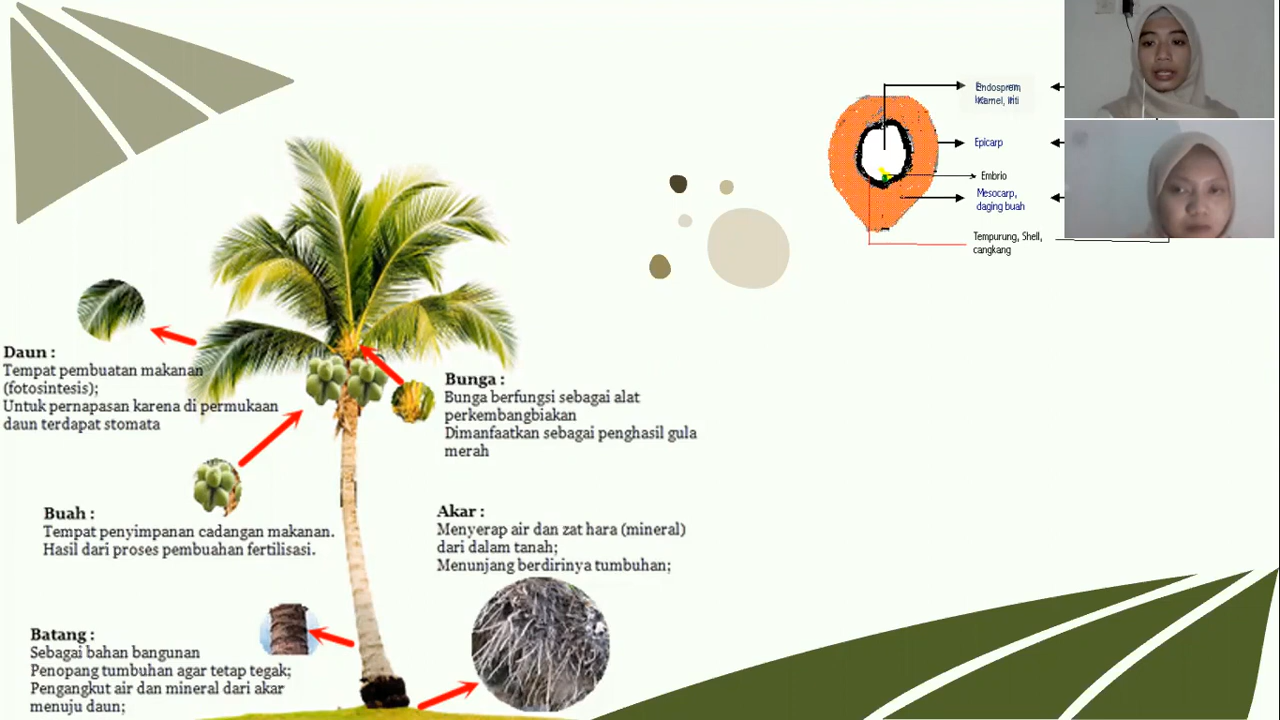 Endosprem,
Kernel, Inti
Epicarp
Embrio
Mesocarp,
daging buah
Tempurung, Shell,
cangkang
Daun :
Tempat pembuatan makanan
(fotosintesis);
Untuk pernapasan karena di permukaan
daun terdapat stomata
Bunga :
Bunga berfungsi sebagai alat
perkembangbiakan
Dimanfaatkan sebagai penghasil gula
merah
Buah :
Tempat penyimpanan cadangan makanan.
Hasil dari proses pembuahan fertilisasi.
Akar :
Menyerap air dan zat hara (mineral)
dari dalam tanah;
Menunjang berdirinya tumbuhan;
Batang :
Sebagai bahan bangunan
Penopang tumbuhan agar tetap tegak;
Pengangkut air dan mineral dari akar
menuju daun;